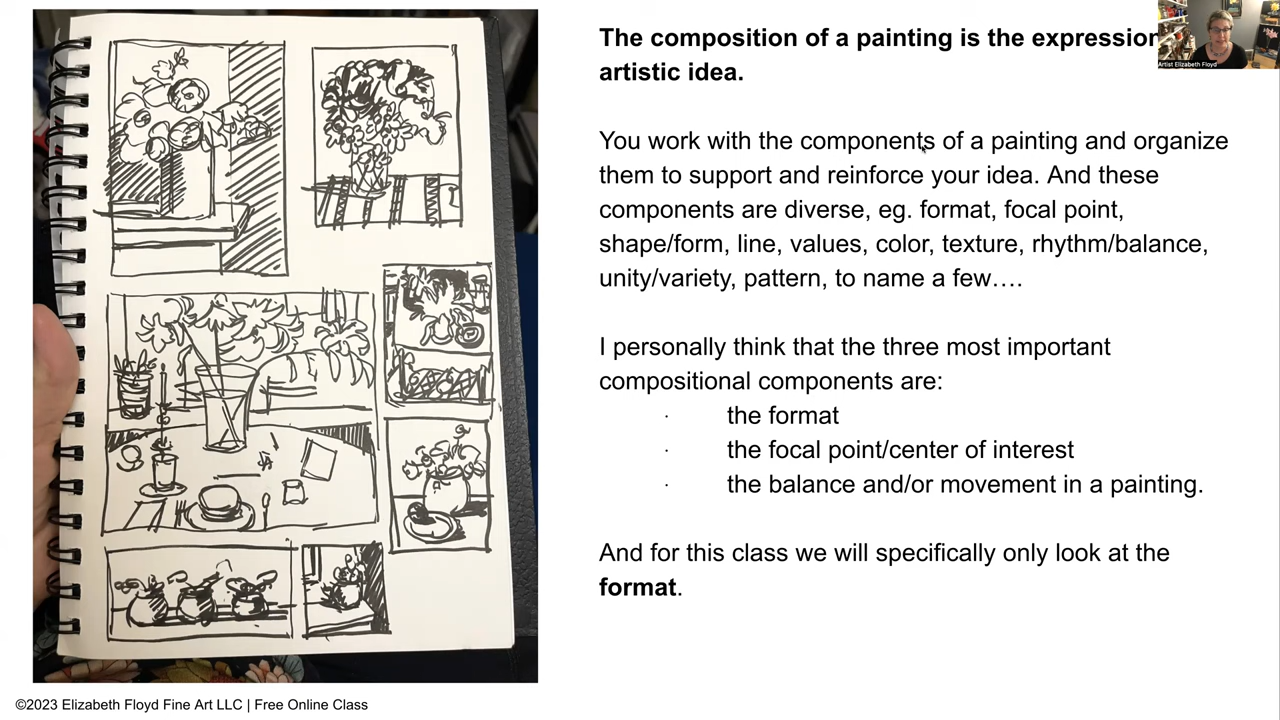 The composition of a painting is the expression
artistic idea.
Artist Elizabeth Floyd
You work with the components of a painting and organize
them to support and reinforce your idea. And these
components are diverse, eg. format, focal point,
shape/form, line, values, color, texture, rhythm/balance,
unity/variety, pattern, to name a few….
I personally think that the three most important
compositional components are:
· the format
· the focal point/center of interest
· the balance and/or movement in a painting.
And for this class we will specifically only look at the
format.
©2023 Elizabeth Floyd Fine Art LLC | Free Online Class